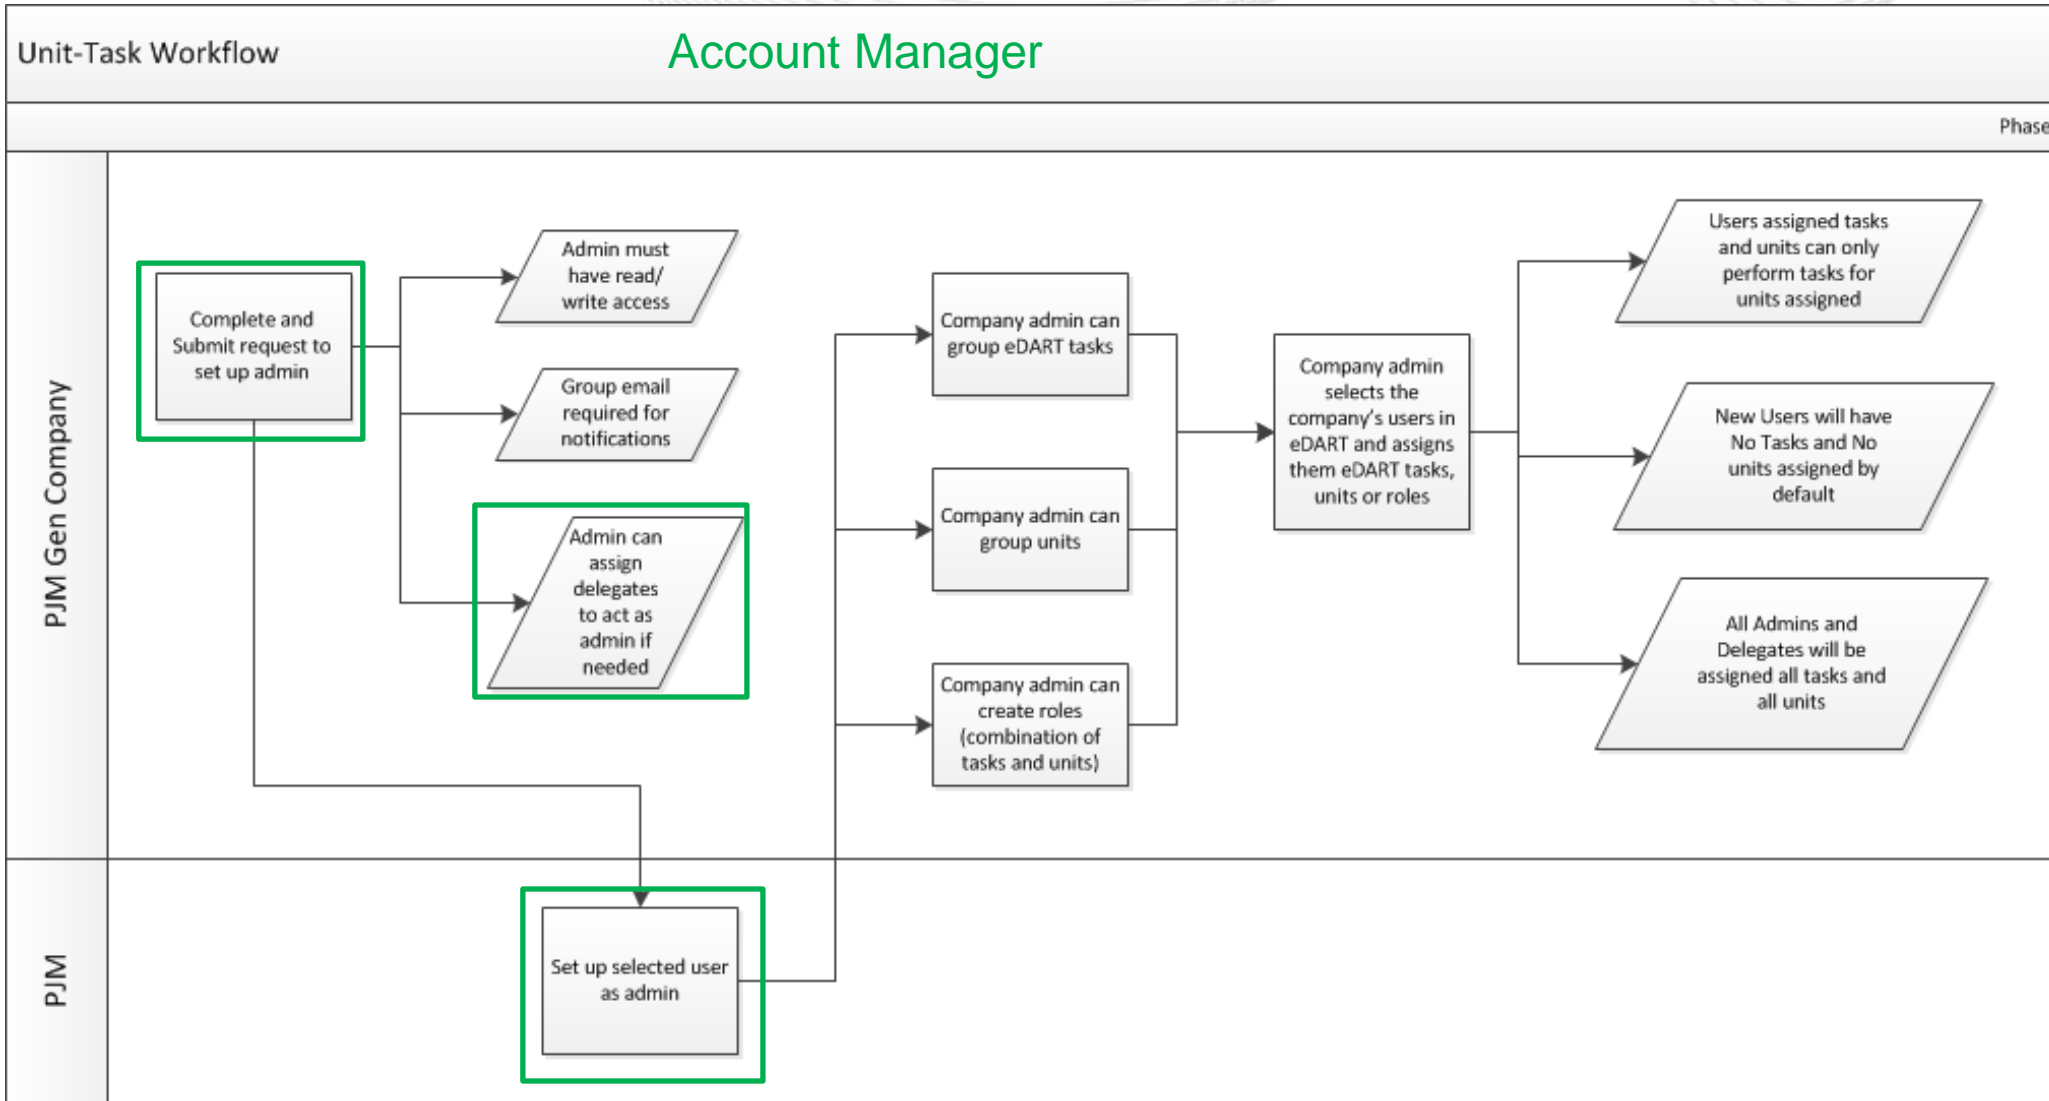 Unit-Task Workflow
Account Manager
Phase
PJM Gen Company
Complete and
Submit request to
set up admin
Admin must
have read/
write access
Group email
required for
notifications
Admin can
assign
delegates
to act as
admin if
needed
Company admin can
group eDART tasks
Company admin can
group units
Company admin can
create roles
(combination of
tasks and units)
Company admin
selects the
company's users in
eDART and assigns
them eDART tasks,
units or roles
Users assigned tasks
and units can only
perform tasks for
units assigned
New Users will have
No Tasks and No
units assigned by
default
All Admins and
Delegates will be
assigned all tasks and
all units
PJM
Set up selected user
as admin